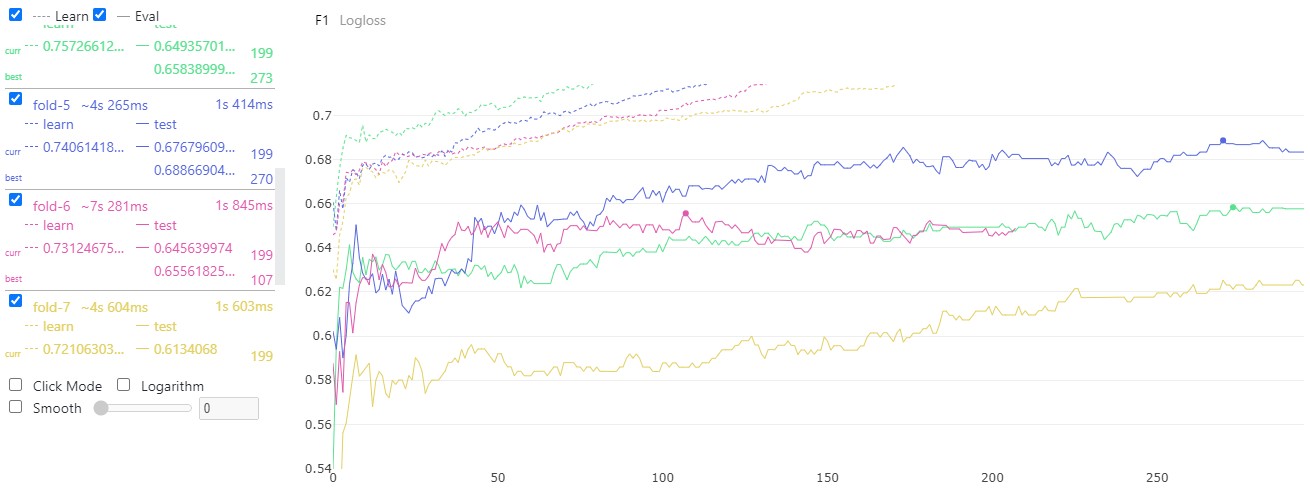 Learn Eval
F1 Logloss
learn test
curr 0.75726612... 0.64935701... 199
best 0.65838999... 273
fold-5 ~4s 265ms 1s 414ms
learn test
curr 0.74061418... 0.67679609... 199
best 0.68866904... 270
fold-6 ~7s 281ms 1s 845ms
learn test
curr 0.73124675... 0.645639974 199
best 0.65561825... 107
fold-7 ~4s 604ms 1s 603ms
learn test
curr 0.72106303... 0.6134068 199
Click Mode Logarithm
Smooth 0
0.7
0.68
0.66
0.64
0.62
0.6
0.58
0.56
0.54
0 50 100 150 200 250